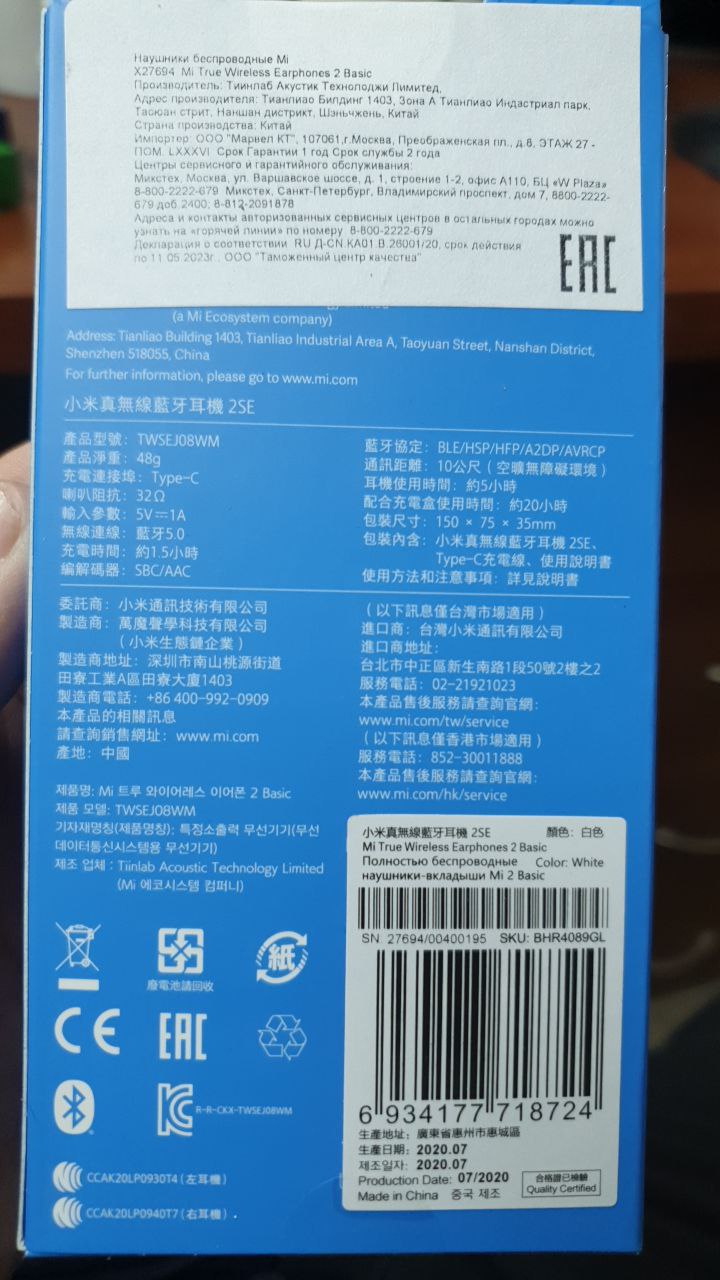 Наушники беспроводные Mi
X27694 Mi True Wireless Earphones 2 Basic
Производитель: Тиинлаб Акустик Технолоджи Лимитед,
Адрес производителя: Тианлиао Билдинг 1403, Зона А Тианлиао Индастриал парк,
Тасюан стрит, Наншан дистрикт, Шэньчжень, Китай
Страна производства: Китай
Импортер: ООО "Марвел КТ", 107061,г.Москва, Преображенская пл., д.8, ЭТАЖ 27 -
ПОМ. LXXXVI Срок Гарантии 1 год Срок службы 2 года
Центры сервисного и гарантийного обслуживания:
Микстех, Москва, ул. Варшавское шоссе, д. 1, строение 1-2, офис А110, БЦ «W Plaza»
8-800-2222-679 Микстех, Санкт-Петербург, Владимирский проспект, дом 7, 8800-2222-
679 доб.2400; 8-812-2091878
Адреса и контакты авторизованных сервисных центров в остальных городах можно
узнать на «горячей линии» по номеру 8-800-2222-679
Декларация о соответствии RU Д-CN.КА01.В.26001/20, срок действия
по 11.05.2023г., ООО "Таможенный центр качества"
EAC
(a Mi Ecosystem company)
Address: Tianliao Building 1403, Tianliao Industrial Area A, Taoyuan Street, Nanshan District,
Shenzhen 518055, China
For further information, please go to www.mi.com
小米真無線藍牙耳機 2SE
產品型號：TWSEJ08WM
產品淨重：48g
充電連接埠：Type-C
喇叭阻抗：32Ω
輸入參數：5V⎓1A
無線連線：藍牙5.0
充電時間：約1.5小時
編解碼器：SBC/AAC
藍牙協定：BLE/HSP/HFP/A2DP/AVRCP
通訊距離：10公尺（空曠無障礙環境）
耳機使用時間：約5小時
配合充電盒使用時間：約20小時
包裝尺寸：150 × 75 × 35mm
包裝內含：小米真無線藍牙耳機 2SE、
Type-C充電線、使用說明書
使用方法和注意事項：詳見說明書
委託商：小米通訊技術有限公司
製造商：萬魔聲學科技有限公司
（小米生態鏈企業）
製造商地址：深圳市南山桃源街道
田寮工業A區田寮大廈1403
製造商電話：+86 400-992-0909
本產品的相關訊息
請查詢銷售網址：www.mi.com
產地：中國
（以下訊息僅台灣市場適用）
進口商：台灣小米通訊有限公司
進口商地址：
台北市中正區新生南路1段50號2樓之2
服務電話：02-21921023
本產品售後服務請查詢官網：
www.mi.com/tw/service
（以下訊息僅香港市場適用）
服務電話：852-30011888
本產品售後服務請查詢官網：
www.mi.com/hk/service
제품명: Mi 트루 와이어레스 이어폰 2 Basic
제품 모델: TWSEJ08WM
기자재명칭(제품명칭): 특정소출력 무선기기(무선
데이터통신시스템용 무선기기)
제조 업체 : Tiinlab Acoustic Technology Limited
(Mi 에코시스템 컴퍼니)
廢電池請回收
紙
CE
EAC
R-R-CKX-TWSEJ08WM
CCAK20LP0930T4（左耳機）
CCAK20LP0940T7（右耳機）
小米真無線藍牙耳機 2SE 顏色：白色
Mi True Wireless Earphones 2 Basic
Полностью беспроводные Color: White
наушники-вкладыши Mi 2 Basic
SN: 27694/00400195 SKU: BHR4089GL
6 934177 718724
生產地址：廣東省惠州市惠城區
生產日期：2020.07
제조일자: 2020.07
Production Date: 07/2020
Made in China 중국 제조
合格證已檢驗
Quality Certified